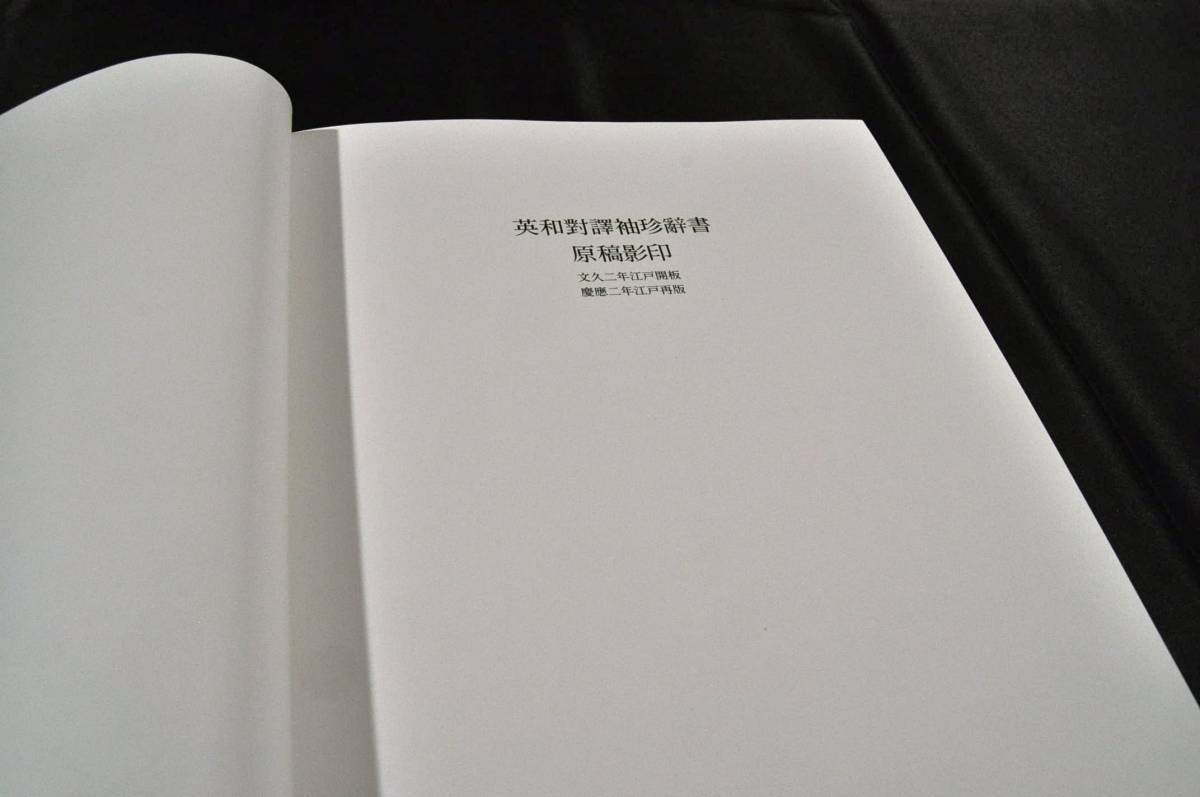 英和對譯袖珍辭書
原稿影印
文久二年江戸開板
慶應二年江戸再版